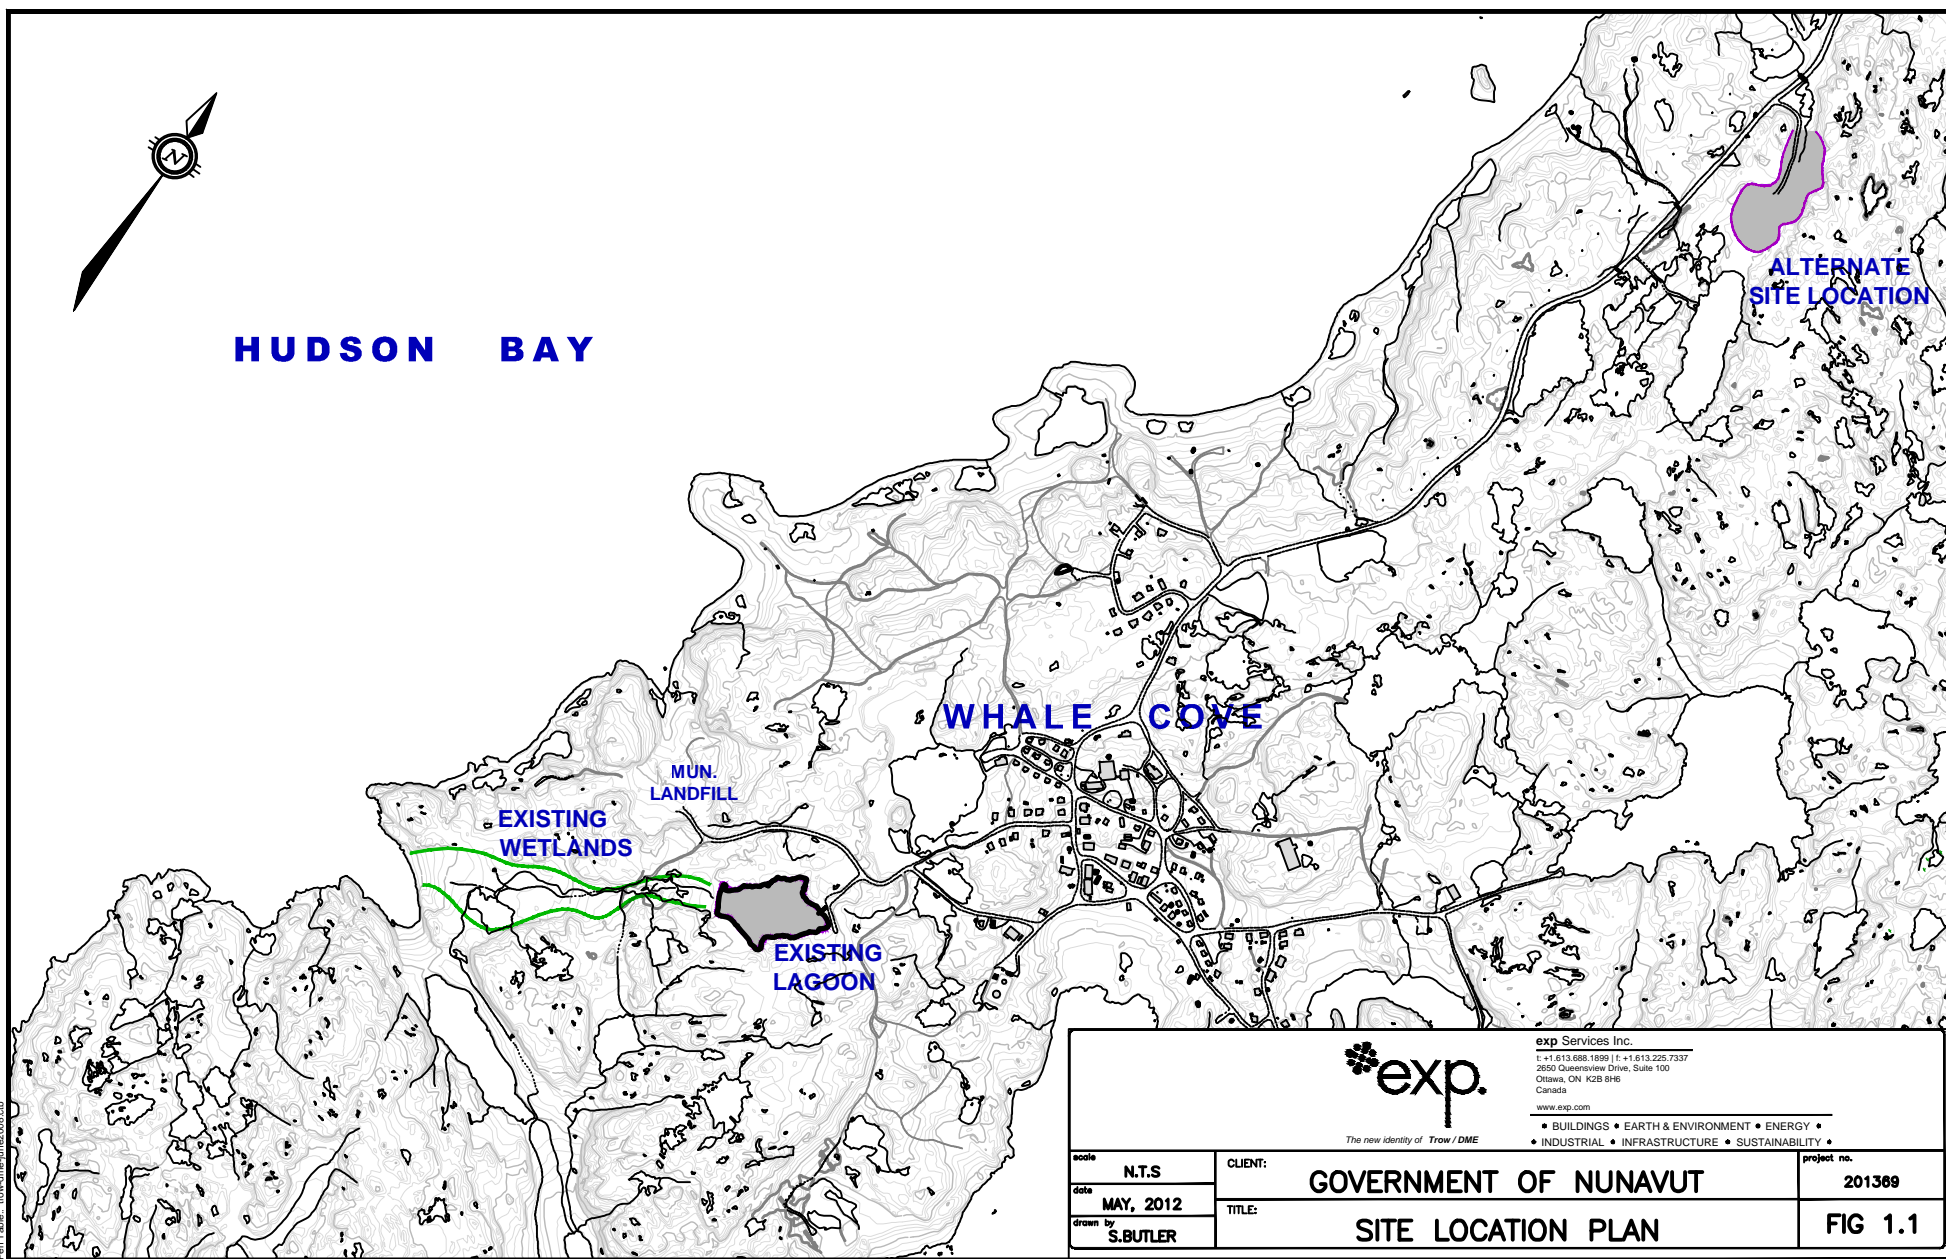 N
HUDSON BAY
ALTERNATE
SITE LOCATION
WHALE COVE
MUN.
LANDFILL
EXISTING
WETLANDS
EXISTING
LAGOON
exp.
The new identity of Trow / DME
exp Services Inc.
t: +1.613.688.1899 | f: +1.613.225.7337
2650 Queensview Drive, Suite 100
Ottawa, ON K2B 8H6
Canada
www.exp.com
• BUILDINGS • EARTH & ENVIRONMENT • ENERGY •
• INDUSTRIAL • INFRASTRUCTURE • SUSTAINABILITY •
scale
N.T.S
date
MAY, 2012
drawn by
S.BUTLER
CLIENT:
GOVERNMENT OF NUNAVUT
TITLE:
SITE LOCATION PLAN
project no.
201369
FIG 1.1